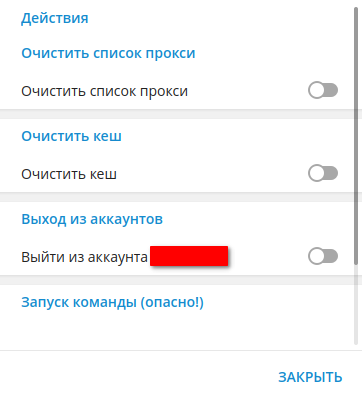 Действия
Очистить список прокси
Очистить список прокси
Очистить кеш
Очистить кеш
Выход из аккаунтов
Выйти из аккаунта
Запуск команды (опасно!)
ЗАКРЫТЬ